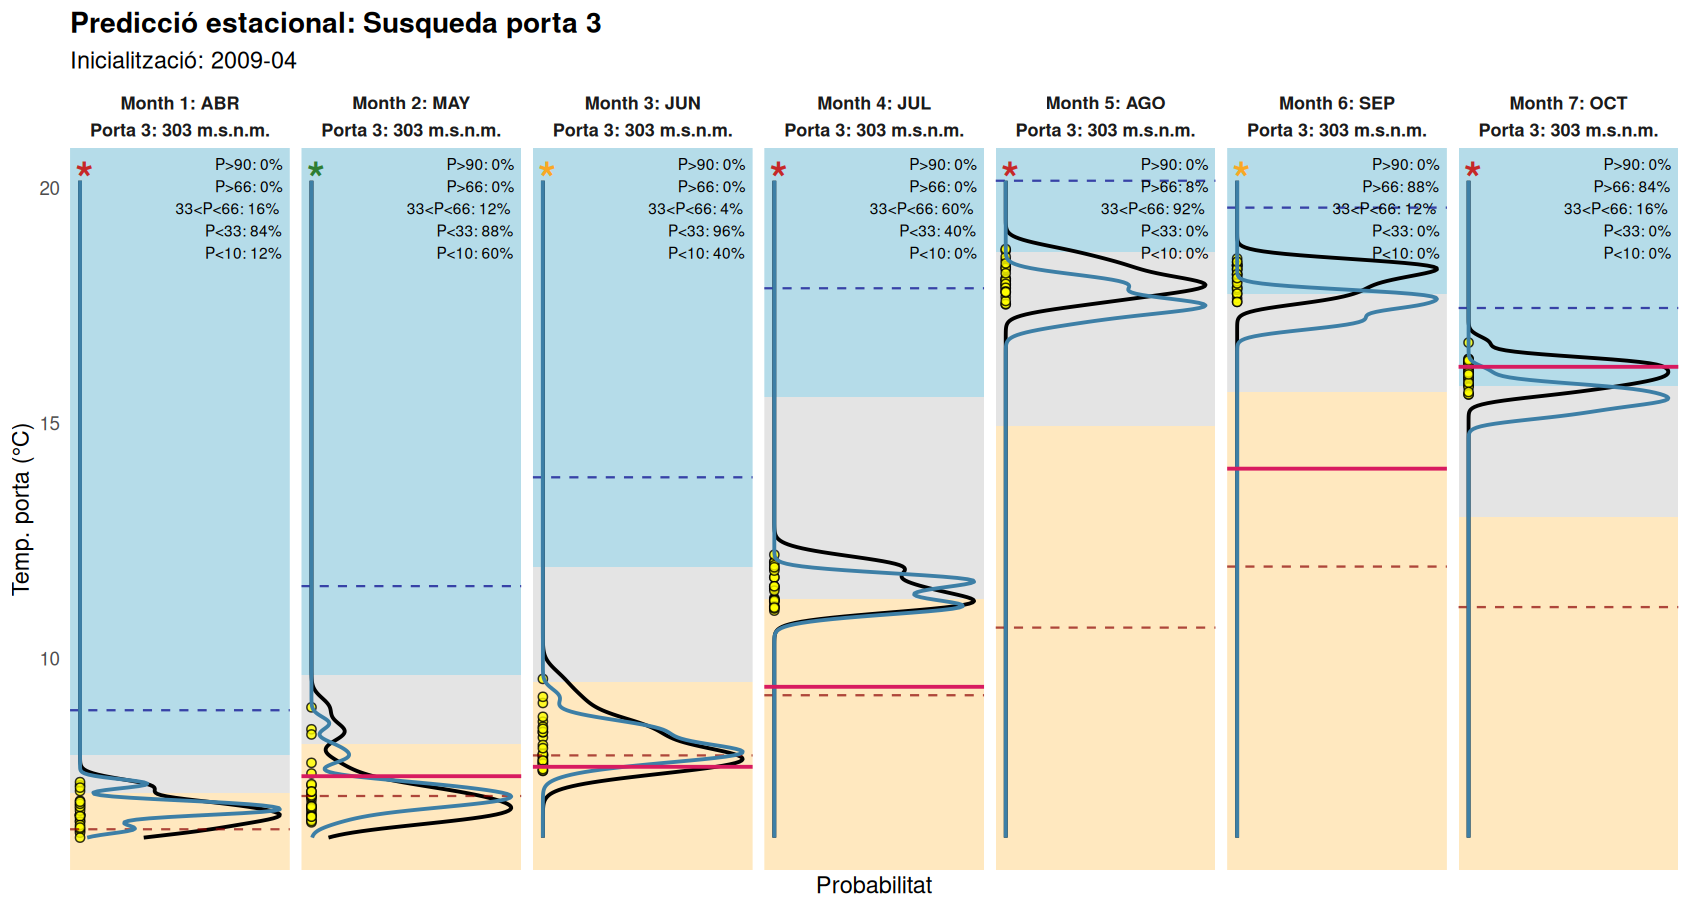 Predicció estacional: Susqueda porta 3
Inicialització: 2009-04
Month 1: ABR
Porta 3: 303 m.s.n.m.
Month 2: MAY
Porta 3: 303 m.s.n.m.
Month 3: JUN
Porta 3: 303 m.s.n.m.
Month 4: JUL
Porta 3: 303 m.s.n.m.
Month 5: AGO
Porta 3: 303 m.s.n.m.
Month 6: SEP
Porta 3: 303 m.s.n.m.
Month 7: OCT
Porta 3: 303 m.s.n.m.
Temp. porta (°C)
20
15
10
*
P>90: 0%
P>66: 0%
33<P<66: 16%
P<33: 84%
P<10: 12%
*
P>90: 0%
P>66: 0%
33<P<66: 12%
P<33: 88%
P<10: 60%
*
P>90: 0%
P>66: 0%
33<P<66: 4%
P<33: 96%
P<10: 40%
*
P>90: 0%
P>66: 0%
33<P<66: 60%
P<33: 40%
P<10: 0%
*
P>90: 0%
P>66: 8%
33<P<66: 92%
P<33: 0%
P<10: 0%
*
P>90: 0%
P>66: 88%
33<P<66: 12%
P<33: 0%
P<10: 0%
*
P>90: 0%
P>66: 84%
33<P<66: 16%
P<33: 0%
P<10: 0%
Probabilitat